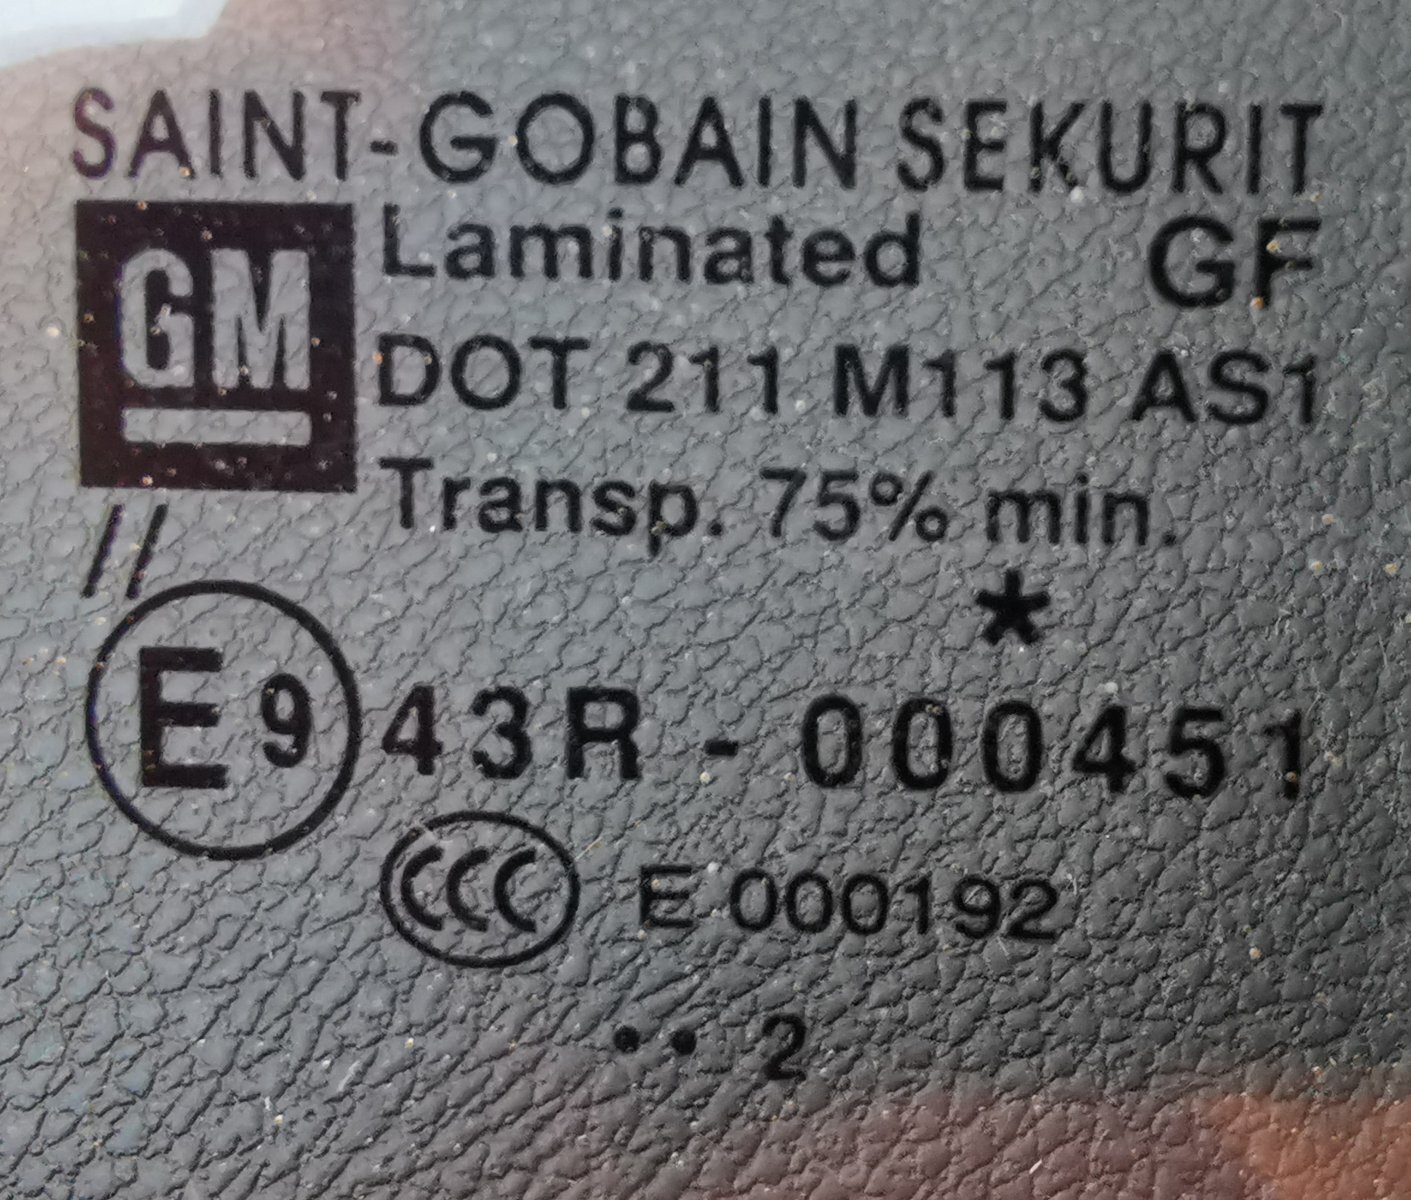 SAINT-GOBAIN SEKURIT
GM
Laminated GF
DOT 211 M113 AS1
Transp. 75% min.
//
*
E9 43R - 000451
CCC E 000192
•• 2